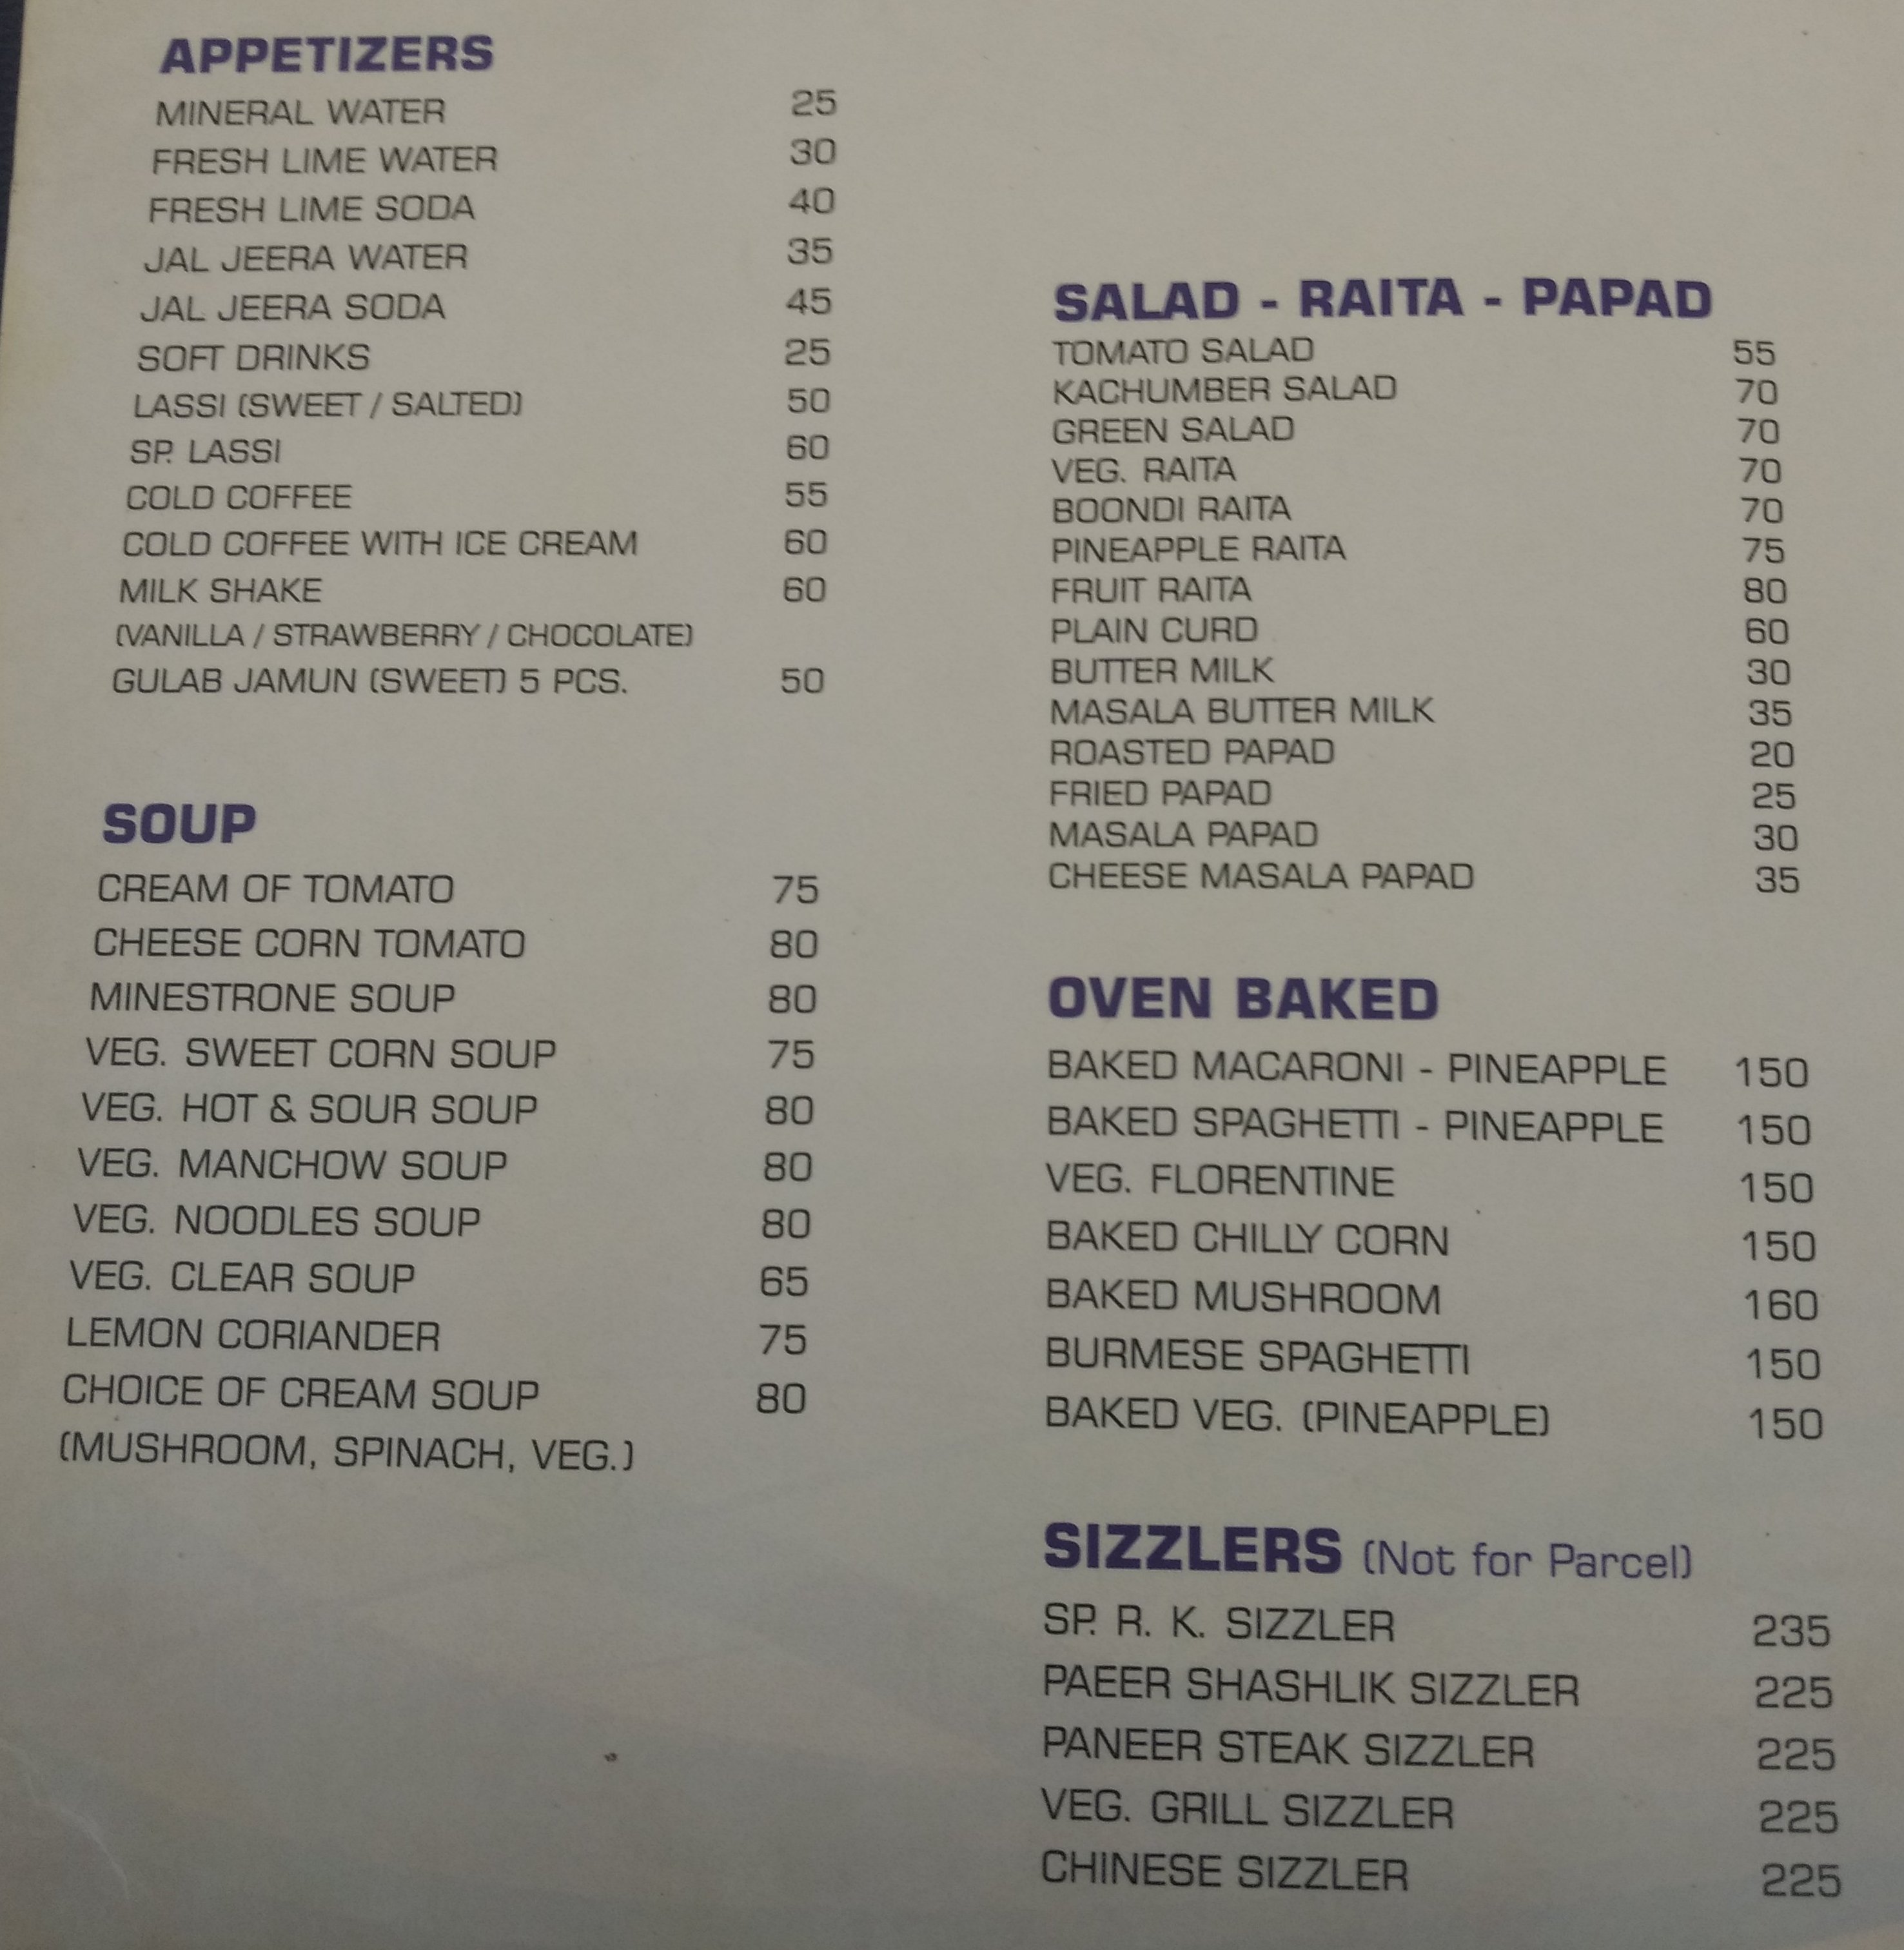 APPETIZERS
MINERAL WATER 25
FRESH LIME WATER 30
FRESH LIME SODA 40
JAL JEERA WATER 35
JAL JEERA SODA 45
SOFT DRINKS 25
LASSI (SWEET / SALTED) 50
SP. LASSI 60
COLD COFFEE 55
COLD COFFEE WITH ICE CREAM 60
MILK SHAKE 60
(VANILLA / STRAWBERRY / CHOCOLATE)
GULAB JAMUN (SWEET) 5 PCS. 50
SOUP
CREAM OF TOMATO 75
CHEESE CORN TOMATO 80
MINESTRONE SOUP 80
VEG. SWEET CORN SOUP 75
VEG. HOT & SOUR SOUP 80
VEG. MANCHOW SOUP 80
VEG. NOODLES SOUP 80
VEG. CLEAR SOUP 65
LEMON CORIANDER 75
CHOICE OF CREAM SOUP 80
(MUSHROOM, SPINACH, VEG.)
SALAD - RAITA - PAPAD
TOMATO SALAD 55
KACHUMBER SALAD 70
GREEN SALAD 70
VEG. RAITA 70
BOONDI RAITA 70
PINEAPPLE RAITA 75
FRUIT RAITA 80
PLAIN CURD 60
BUTTER MILK 30
MASALA BUTTER MILK 35
ROASTED PAPAD 20
FRIED PAPAD 25
MASALA PAPAD 30
CHEESE MASALA PAPAD 35
OVEN BAKED
BAKED MACARONI - PINEAPPLE 150
BAKED SPAGHETTI - PINEAPPLE 150
VEG. FLORENTINE 150
BAKED CHILLY CORN 150
BAKED MUSHROOM 160
BURMESE SPAGHETTI 150
BAKED VEG. (PINEAPPLE) 150
SIZZLERS (Not for Parcel)
SP. R. K. SIZZLER 235
PAEER SHASHLIK SIZZLER 225
PANEER STEAK SIZZLER 225
VEG. GRILL SIZZLER 225
CHINESE SIZZLER 225